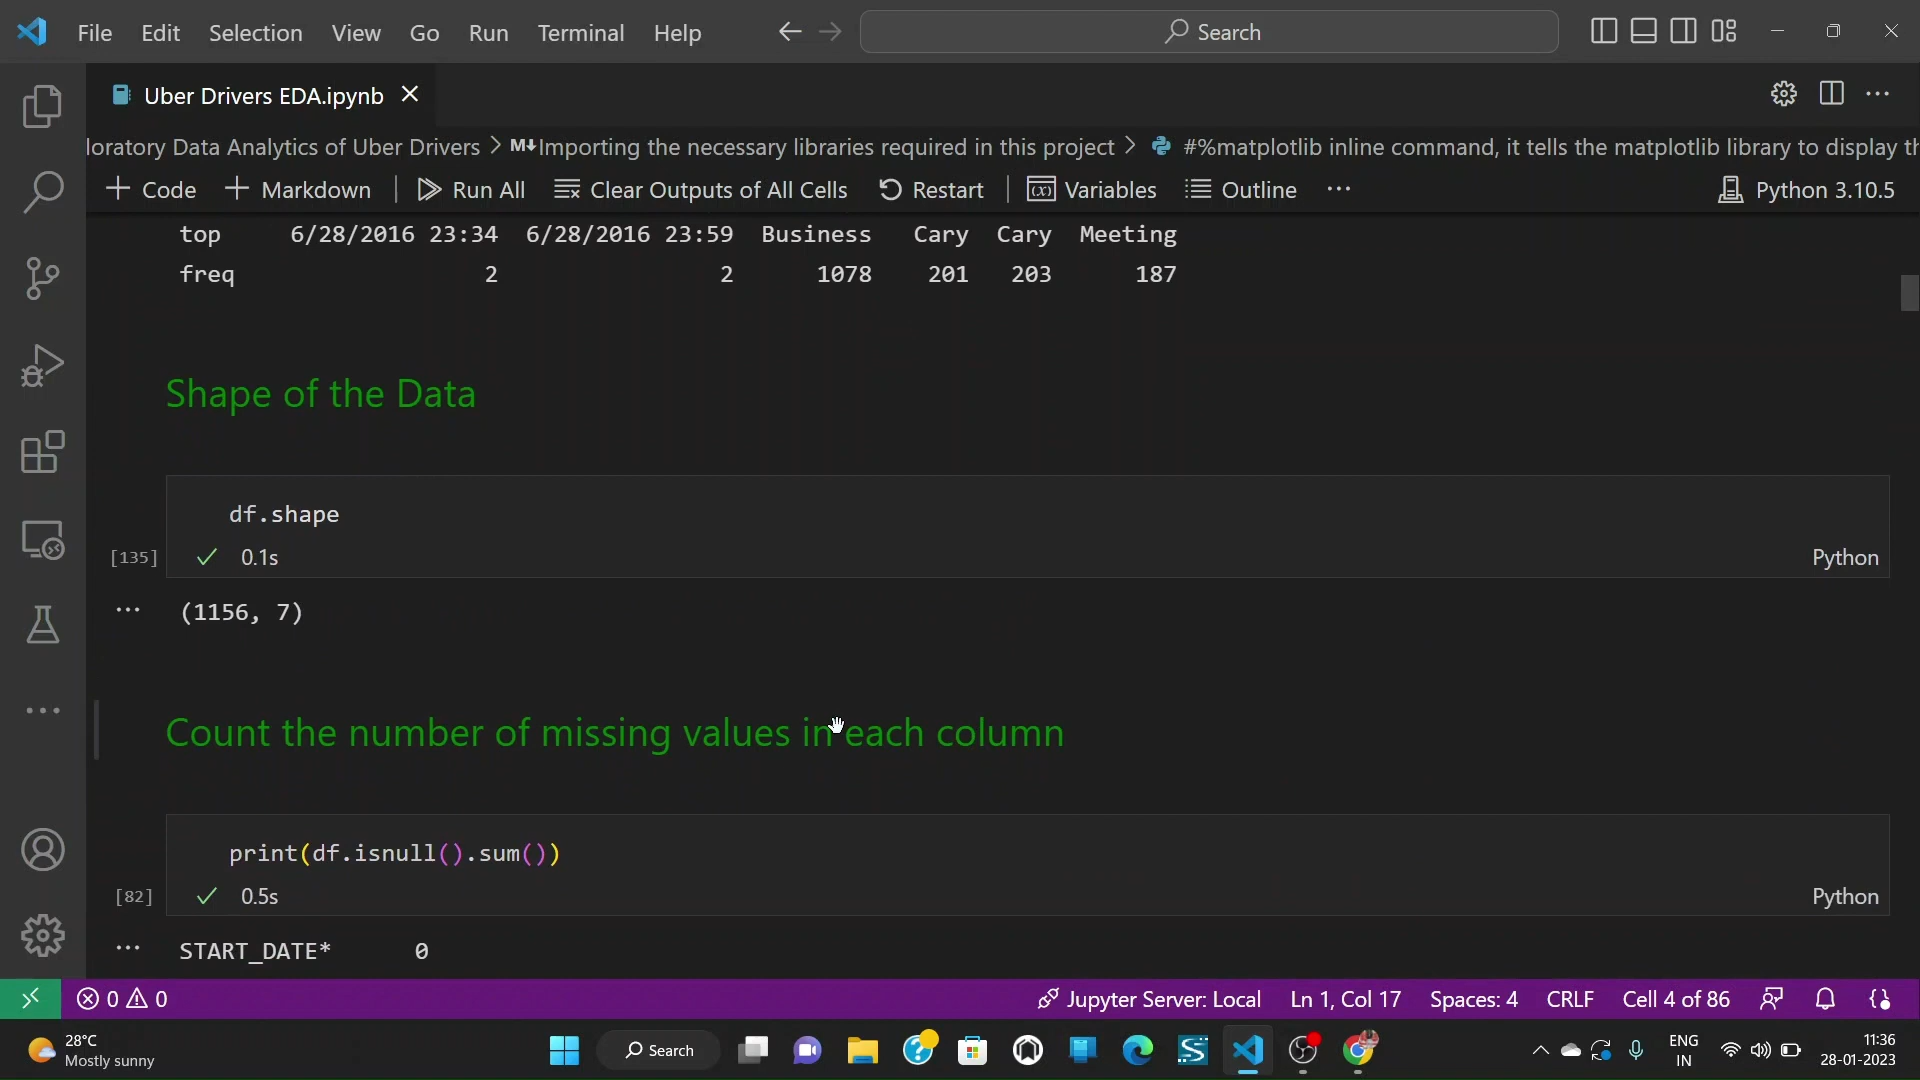 File Edit Selection View Go Run Terminal Help Search
Uber Drivers EDA.ipynb
loratory Data Analytics of Uber Drivers > M↓ Importing the necessary libraries required in this project > #%matplotlib inline command, it tells the matplotlib library to display th
+ Code + Markdown | Run All Clear Outputs of All Cells Restart | Variables Outline ... Python 3.10.5
top 6/28/2016 23:34 6/28/2016 23:59 Business Cary Cary Meeting
freq 2 2 1078 201 203 187
Shape of the Data
df.shape
[135] ✓ 0.1s Python
... (1156, 7)
Count the number of missing values in each column
print(df.isnull().sum())
[82] ✓ 0.5s Python
... START_DATE* 0
0 0 Jupyter Server: Local Ln 1, Col 17 Spaces: 4 CRLF Cell 4 of 86
28°C
Mostly sunny
Search
ENG
IN
11:36
28-01-2023